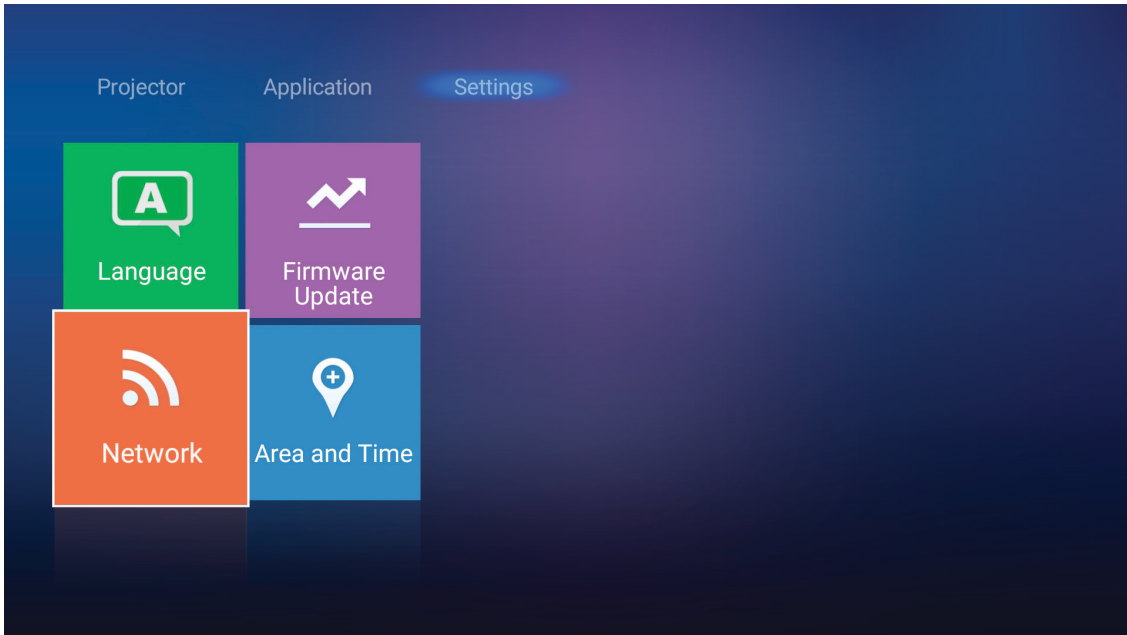 Projector
Application
Settings
A
Language
Firmware
Update
Network
Area and Time